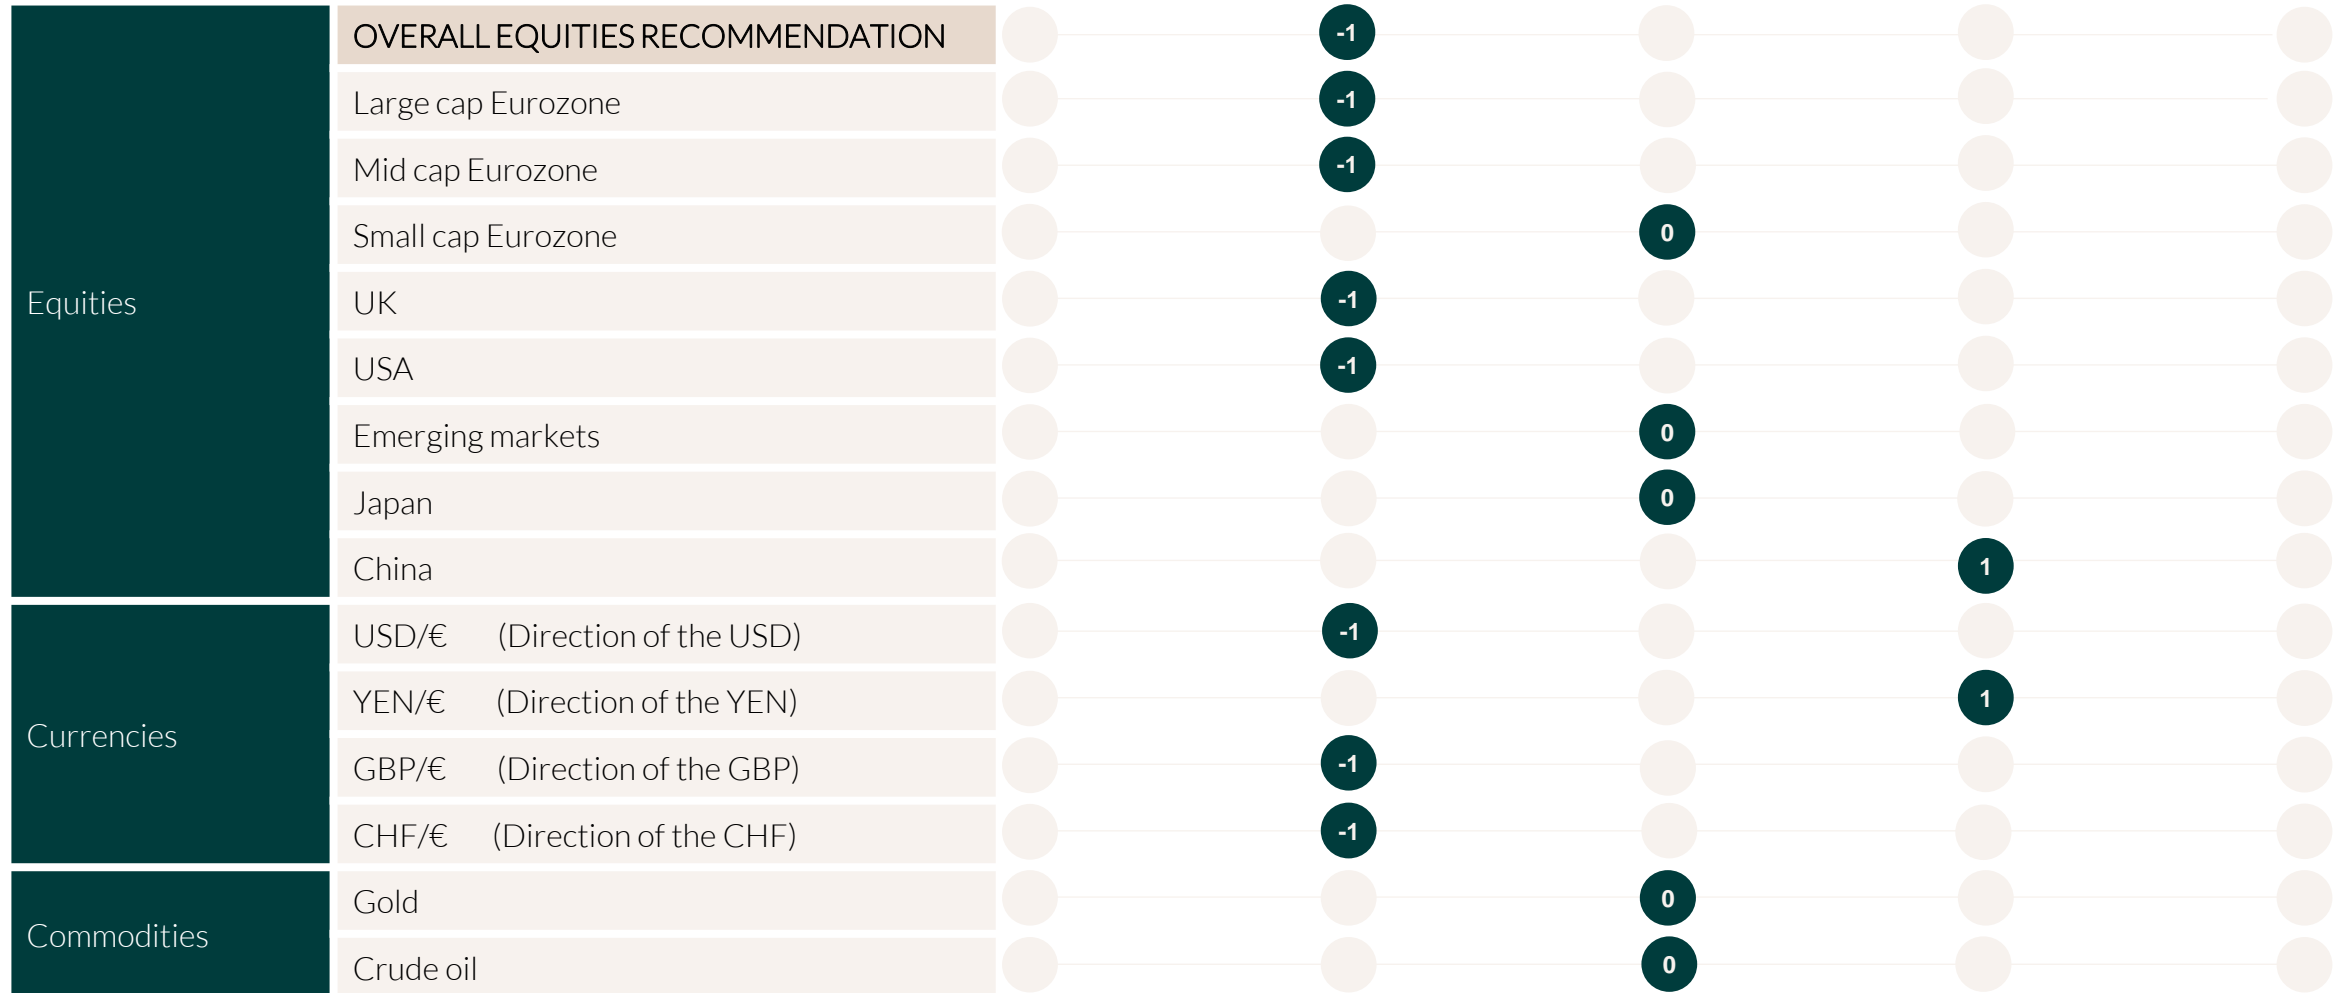 OVERALL EQUITIES RECOMMENDATION -1
Large cap Eurozone -1
Mid cap Eurozone -1
Small cap Eurozone 0
Equities
UK -1
USA -1
Emerging markets 0
Japan 0
China 1
USD/€ (Direction of the USD) -1
YEN/€ (Direction of the YEN) 1
Currencies
GBP/€ (Direction of the GBP) -1
CHF/€ (Direction of the CHF) -1
Gold 0
Commodities
Crude oil 0